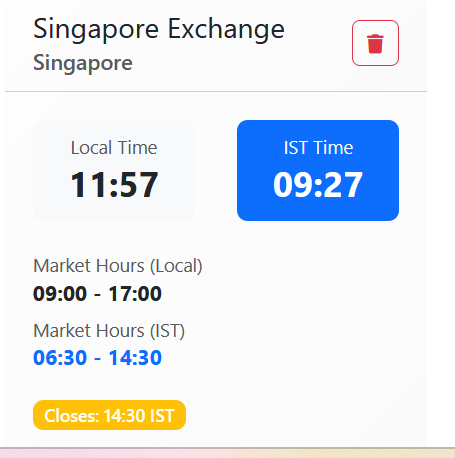 Singapore Exchange
Singapore
Local Time
11:57
IST Time
09:27
Market Hours (Local)
09:00 - 17:00
Market Hours (IST)
06:30 - 14:30
Closes: 14:30 IST